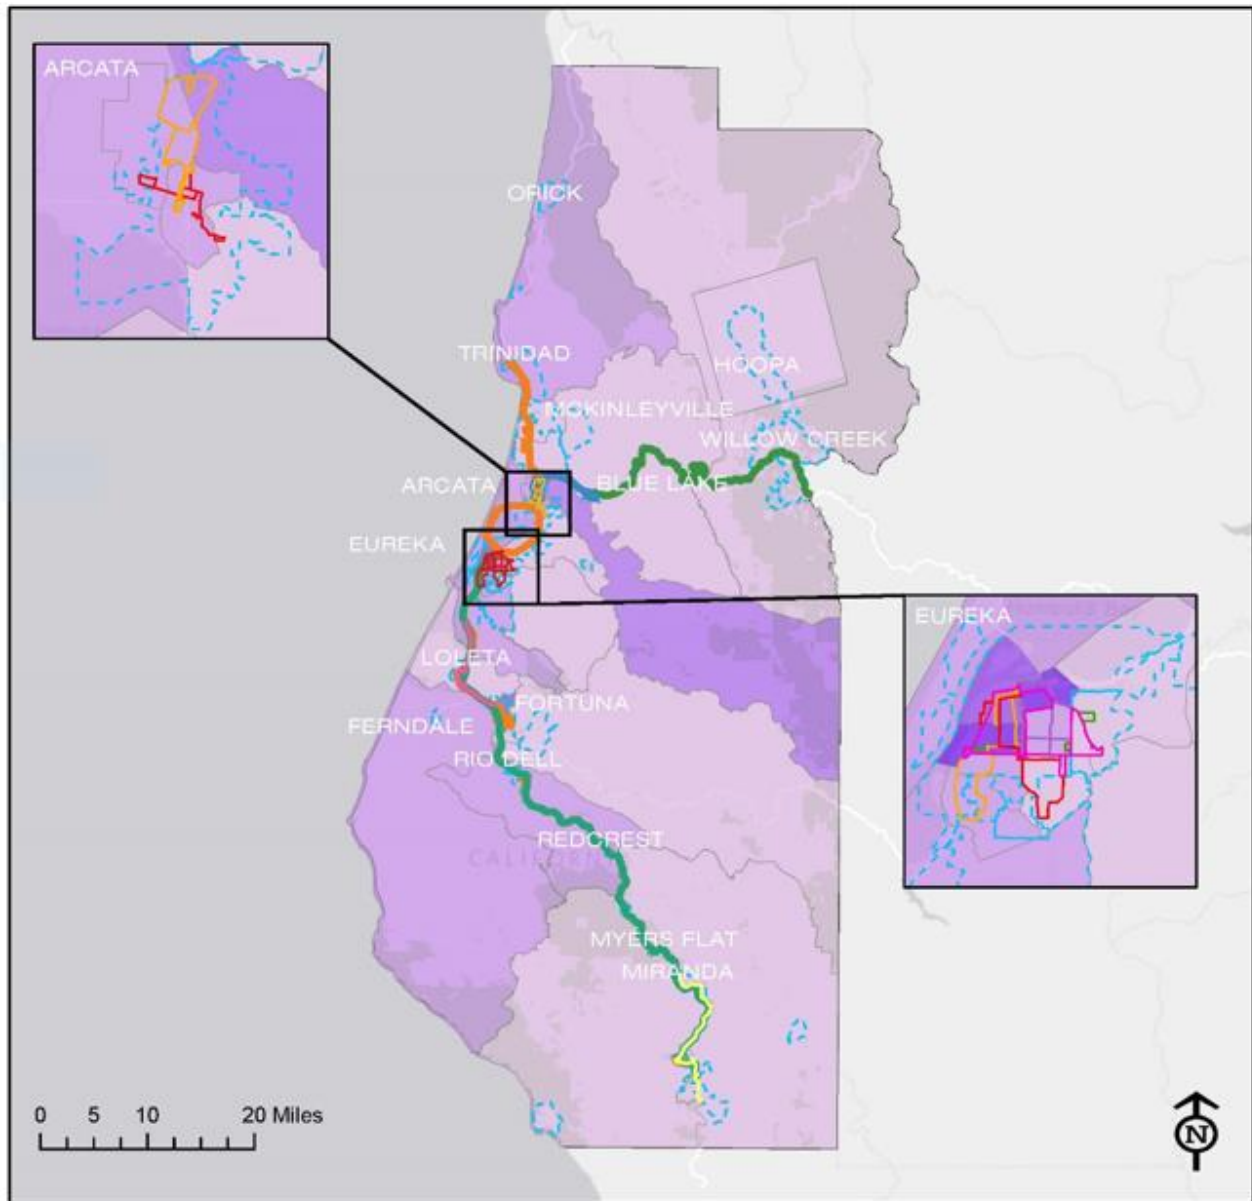 ARCATA
ORICK
TRINIDAD
HOOPA
MCKINLEYVILLE
WILLOW CREEK
ARCATA
BLUE LAKE
EUREKA
EUREKA
LOLETA
FORTUNA
FERNDALE
RIO DELL
REDCREST
MYERS FLAT
MIRANDA
0 5 10 20 Miles
N